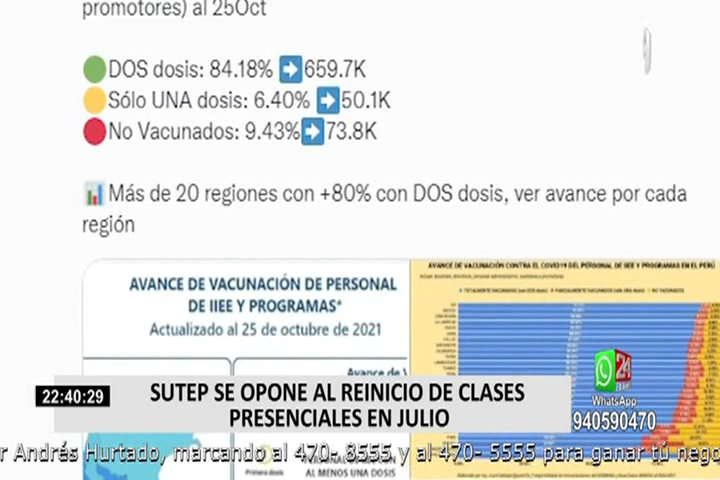 promotores) al 25Oct
DOS dosis: 84.18% ➡659.7K
Sólo UNA dosis: 6.40% ➡50.1K
No Vacunados: 9.43%➡73.8K
Más de 20 regiones con +80% con DOS dosis, ver avance por cada
región
AVANCE DE VACUNACIÓN DE PERSONAL
DE IIEE Y PROGRAMAS*
Actualizado al 25 de octubre de 2021
AVANCE DE VACUNACIÓN CONTRA EL COVID19 DEL PERSONAL DE IIEE Y PROGRAMAS EN EL PERÚ
Avance de
24
WhatsApp
940590470
22:40:29
SUTEP SE OPONE AL REINICIO DE CLASES
PRESENCIALES EN JULIO
r Andrés Hurtado, marcando al 470- 8555 y al 470- 5555 para ganar tú nego
Primera dosis
AL MENOS UNA DOSIS